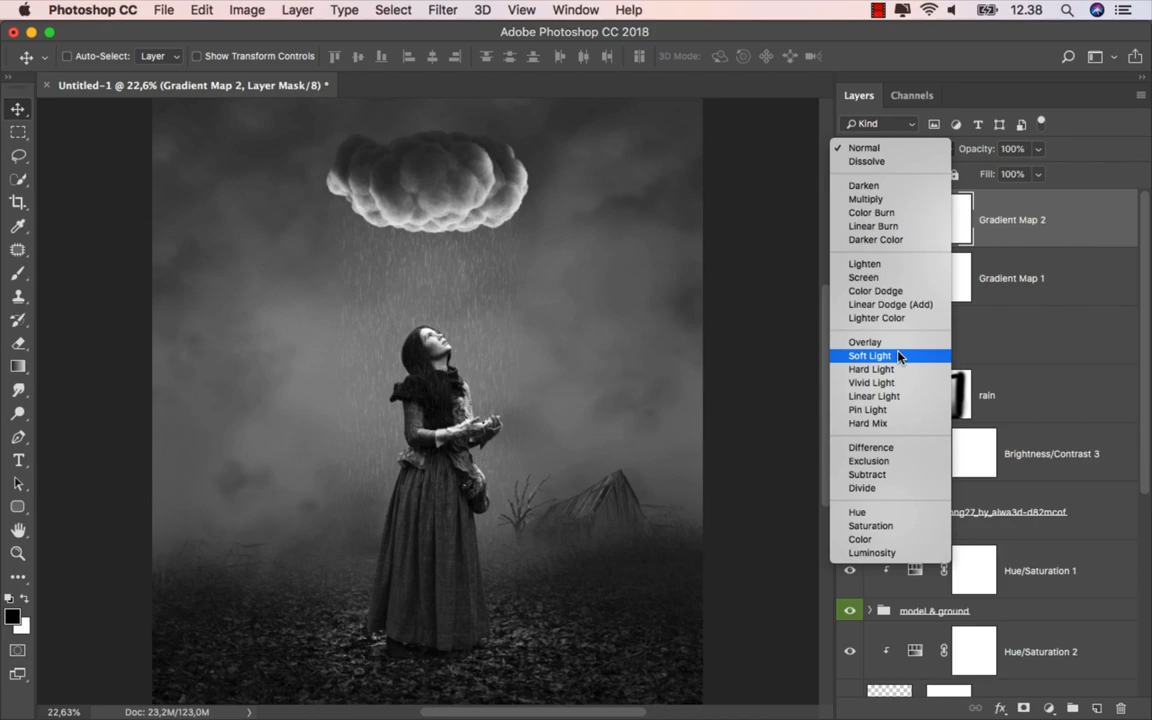 Photoshop CC File Edit Image Layer Type Select Filter 3D View Window Help 12.38
Adobe Photoshop CC 2018
Auto-Select: Layer Show Transform Controls 3D Mode:
Untitled-1 @ 22,6% (Gradient Map 2, Layer Mask/8) *
Layers Channels
Kind
Normal
Opacity: 100%
Dissolve
Fill: 100%
Darken
Multiply
Color Burn
Linear Burn
Darker Color
Gradient Map 2
Lighten
Screen
Color Dodge
Linear Dodge (Add)
Lighter Color
Gradient Map 1
Overlay
Soft Light
Hard Light
Vivid Light
Linear Light
Pin Light
Hard Mix
rain
Difference
Exclusion
Subtract
Divide
Brightness/Contrast 3
Hue
Saturation
Color
Luminosity
ng27_by_alwa3d-d82mcof
Hue/Saturation 1
model & ground
Hue/Saturation 2
22,63% Doc: 23,2M/123,0M
fx